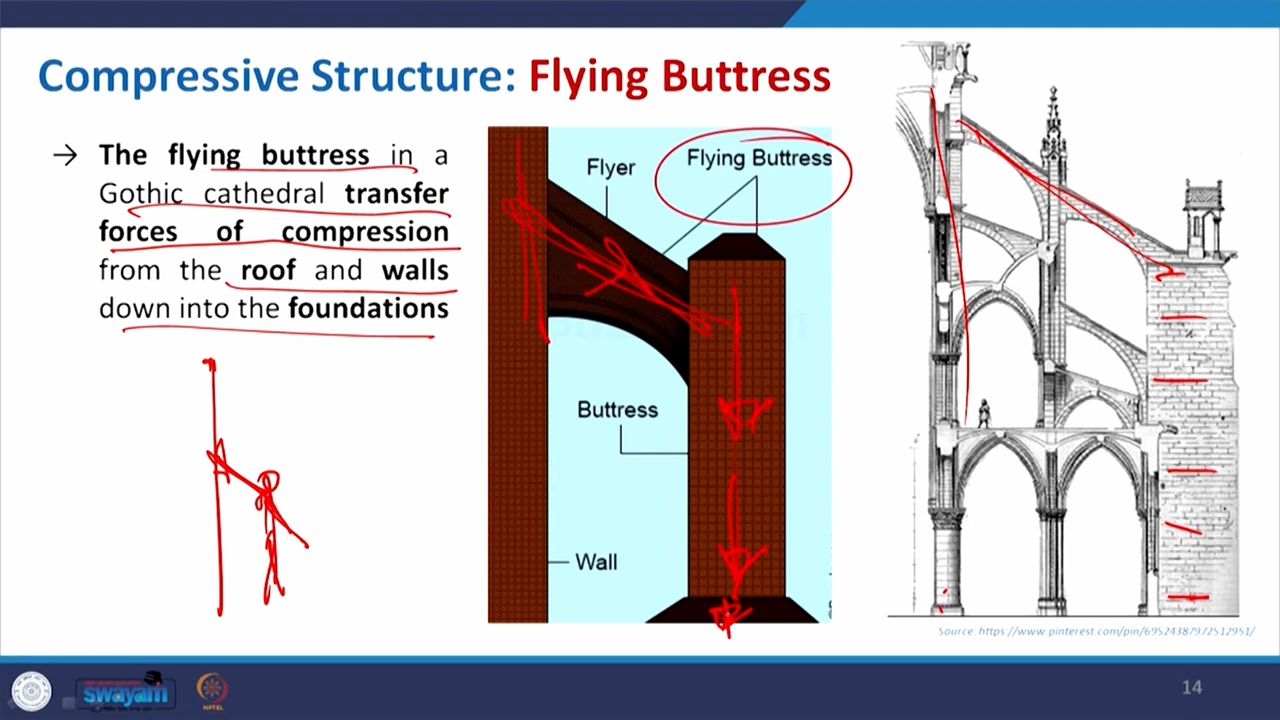 Compressive Structure: Flying Buttress
→ The flying buttress in a
Gothic cathedral transfer
forces of compression
from the roof and walls
down into the foundations
Flyer
Flying Buttress
Buttress
Wall
Source: https://www.pinterest.com/pin/69524387972512951/
swayam
NPTEL
14